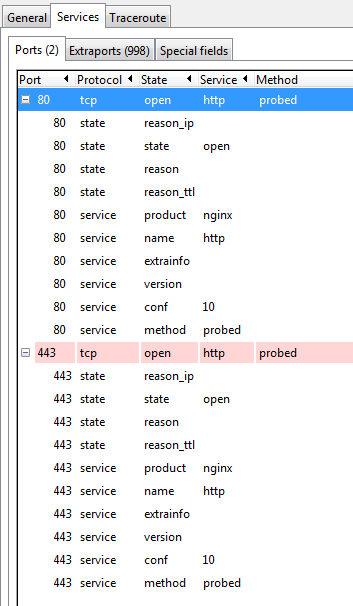 General Services Traceroute
Ports (2) Extraports (998) Special fields
Port Protocol State Service Method
80 tcp open http probed
80 state reason_ip
80 state state open
80 state reason
80 state reason_ttl
80 service product nginx
80 service name http
80 service extrainfo
80 service version
80 service conf 10
80 service method probed
443 tcp open http probed
443 state reason_ip
443 state state open
443 state reason
443 state reason_ttl
443 service product nginx
443 service name http
443 service extrainfo
443 service version
443 service conf 10
443 service method probed